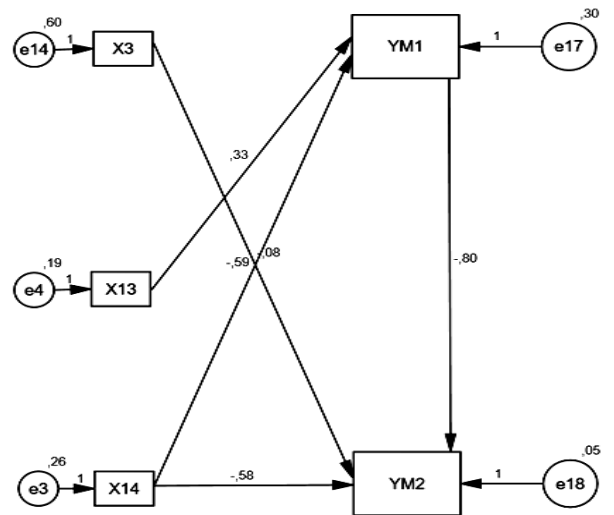 ,60
,30
e14
1
X3
YM1
1
e17
,33
,19
-,59
-,08
-,80
e4
1
X13
,26
-,58
,05
e3
1
X14
YM2
1
e18